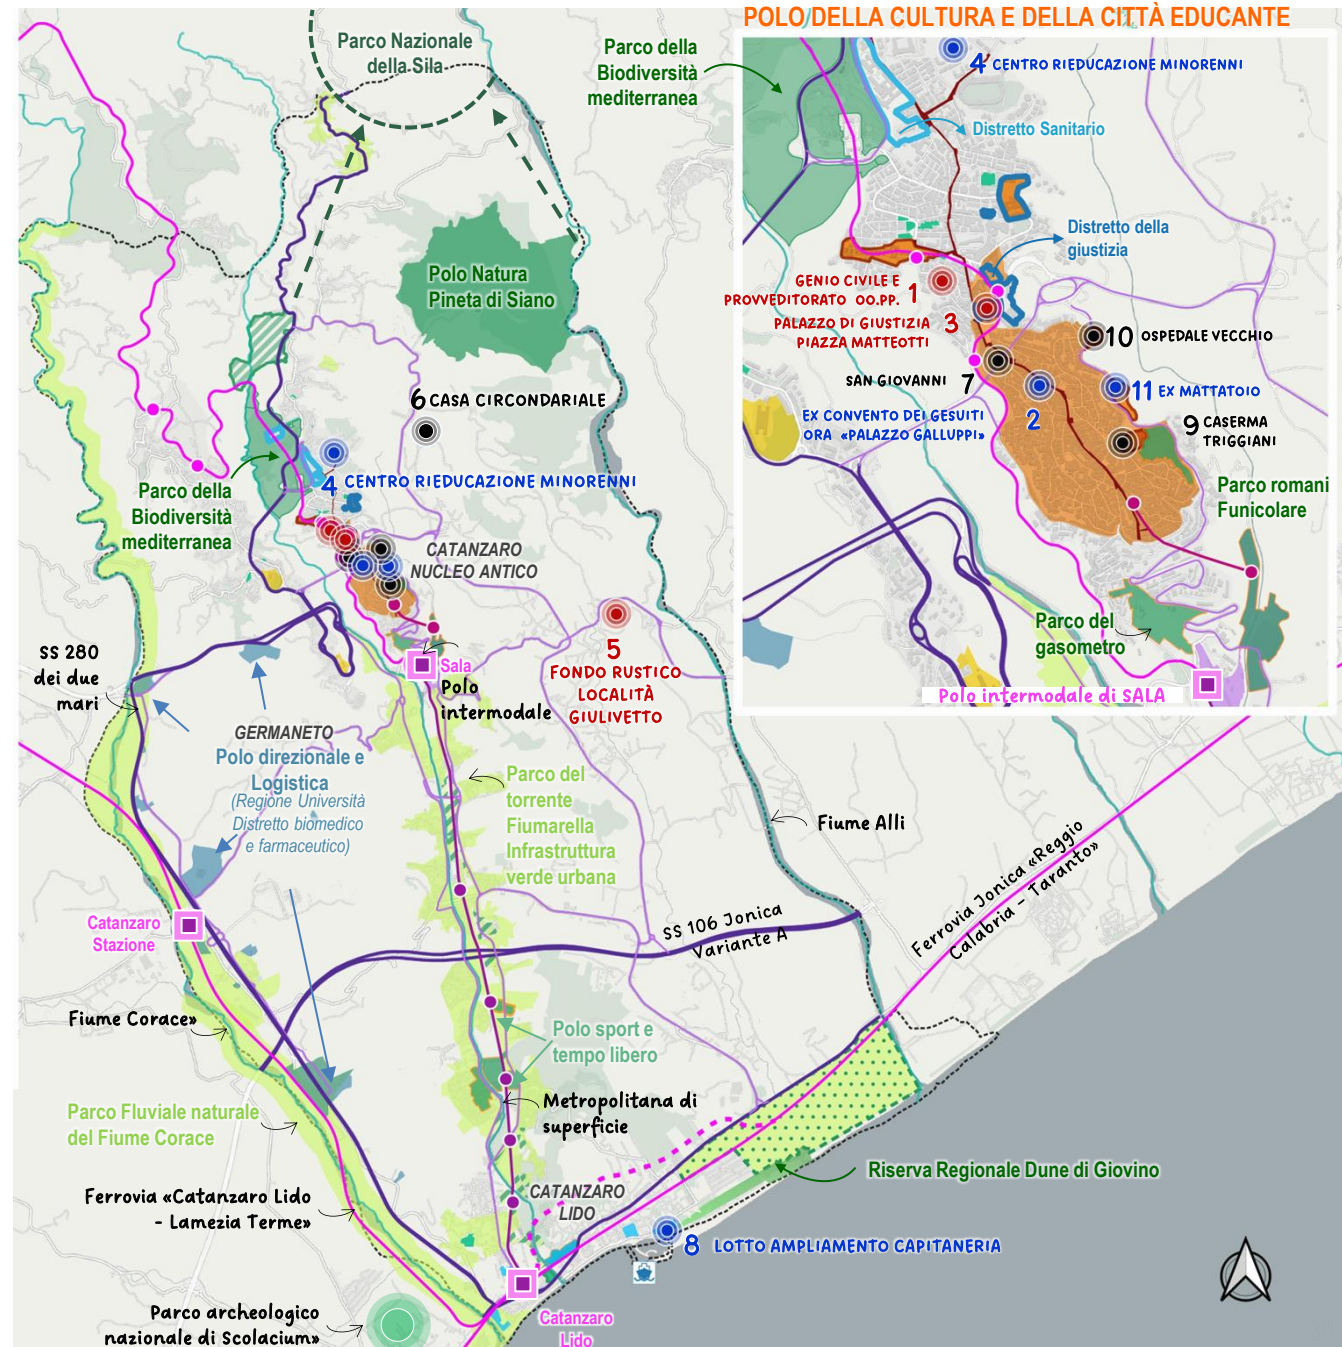 POLO DELLA CULTURA E DELLA CITTÀ EDUCANTE
Parco Nazionale
della Sila
Parco della
Biodiversità
mediterranea
4 CENTRO RIEDUCAZIONE MINORENNI
Distretto Sanitario
Distretto della
giustizia
GENIO CIVILE E
PROVVEDITORATO OO.PP. 1
PALAZZO DI GIUSTIZIA
PIAZZA MATTEOTTI
3
10 OSPEDALE VECCHIO
SAN GIOVANNI 7
11 EX MATTATOIO
EX CONVENTO DEI GESUITI
ORA «PALAZZO GALLUPPI»
2
9 CASERMA
TRIGGIANI
Parco romani
Funicolare
Parco del
gasometro
Polo intermodale di SALA
Polo Natura
Pineta di Siano
6 CASA CIRCONDARIALE
4 CENTRO RIEDUCAZIONE MINORENNI
Parco della
Biodiversità
mediterranea
CATANZARO
NUCLEO ANTICO
5
FONDO RUSTICO
LOCALITÀ
GIULIVETTO
SS 280
dei due
mari
Sala
Polo
intermodale
GERMANETO
Polo direzionale e
Logistica
(Regione Università
Distretto biomedico
e farmaceutico)
Parco del
torrente
Fiumarella
Infrastruttura
verde urbana
Fiume Alli
Ferrovia Jonica «Reggio
Calabria - Taranto»
Catanzaro
Stazione
SS 106 Jonica
Variante A
Fiume Corace»
Polo sport e
tempo libero
Metropolitana di
superficie
Parco Fluviale naturale
del Fiume Corace
Riserva Regionale Dune di Giovino
Ferrovia «Catanzaro Lido
- Lamezia Terme»
CATANZARO
LIDO
8 LOTTO AMPLIAMENTO CAPITANERIA
Parco archeologico
nazionale di Scolacium»
Catanzaro
Lido